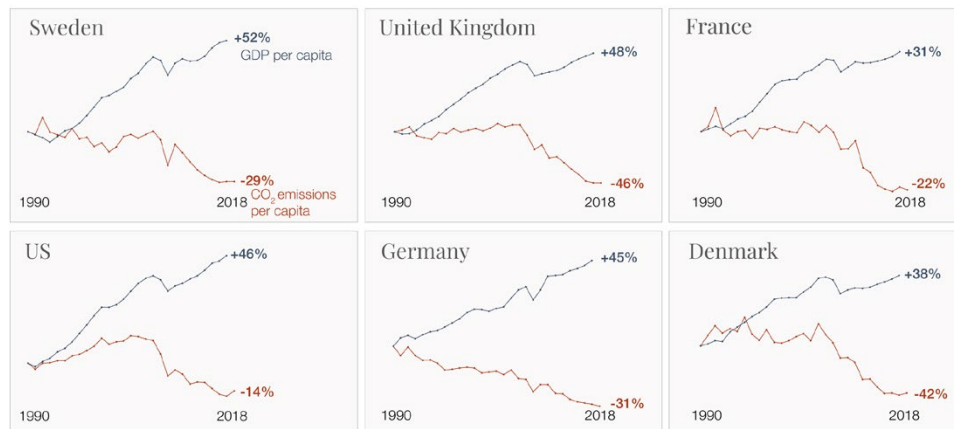 Sweden
+52%
GDP per capita
-29%
CO₂ emissions
per capita
1990
2018
United Kingdom
+48%
-46%
1990
2018
France
+31%
-22%
1990
2018
US
+46%
-14%
1990
2018
Germany
+45%
-31%
1990
2018
Denmark
+38%
-42%
1990
2018